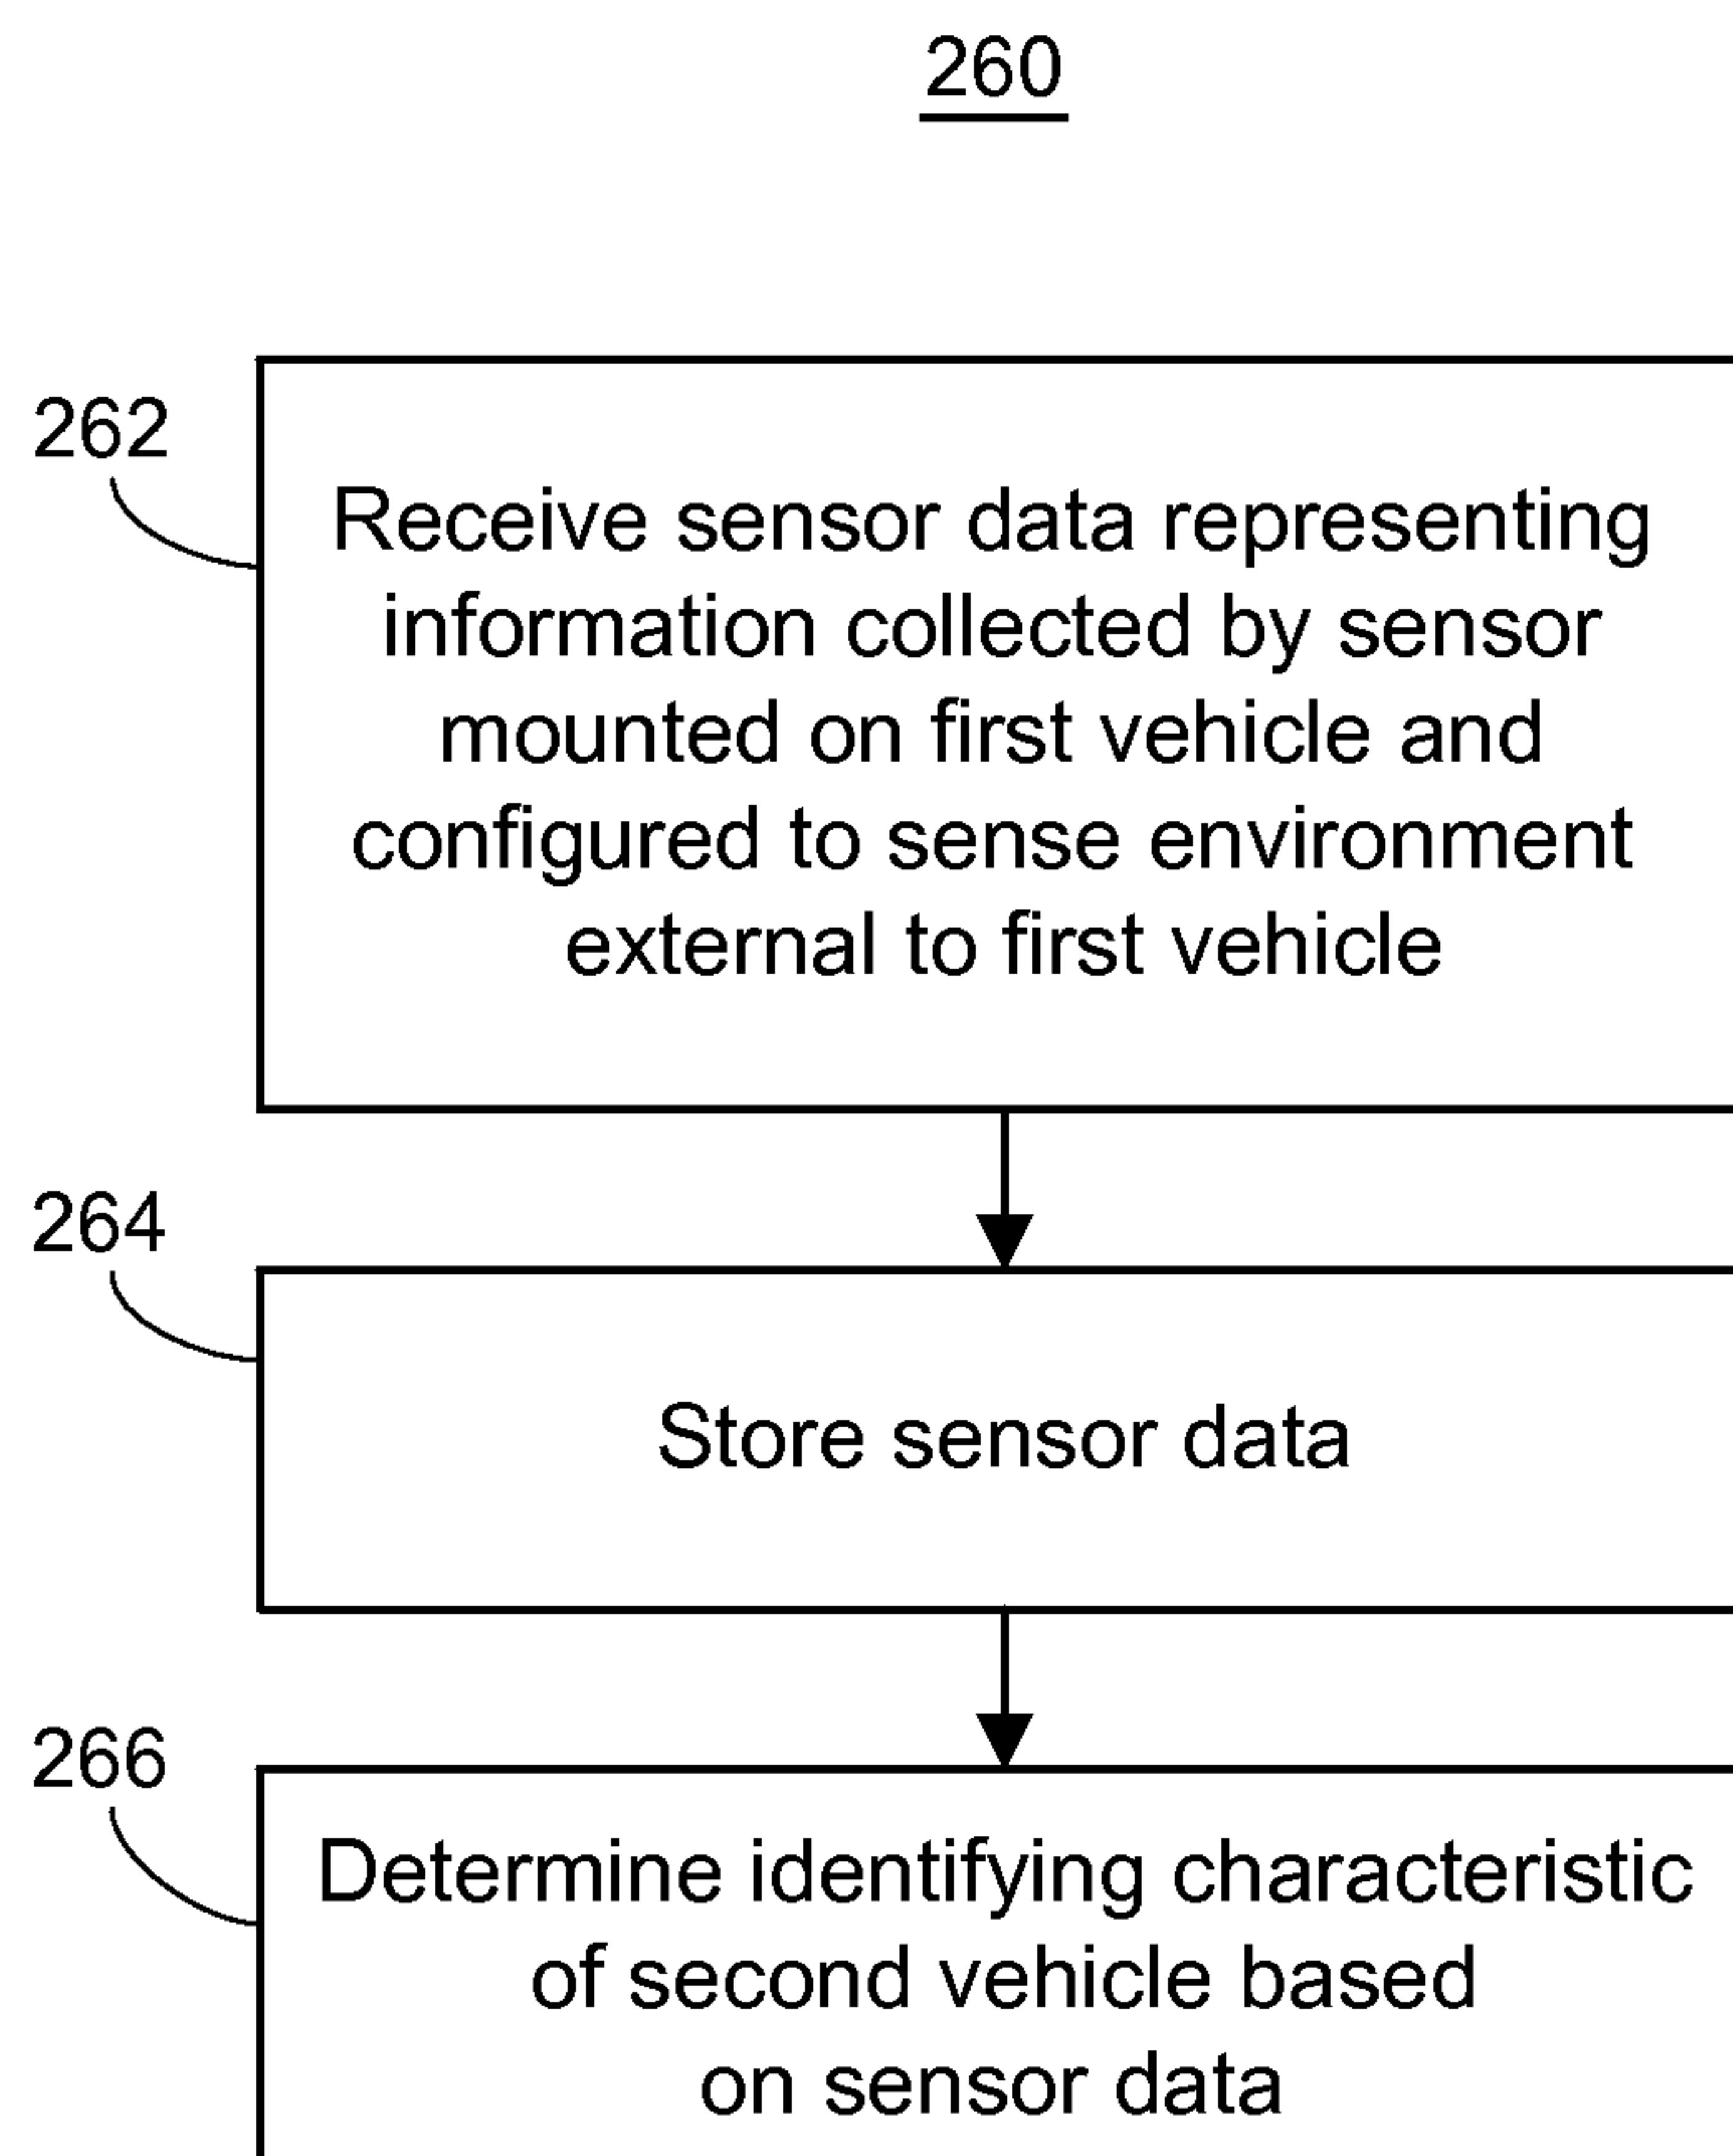 260
262
Receive sensor data representing
information collected by sensor
mounted on first vehicle and
configured to sense environment
external to first vehicle
264
Store sensor data
266
Determine identifying characteristic
of second vehicle based
on sensor data